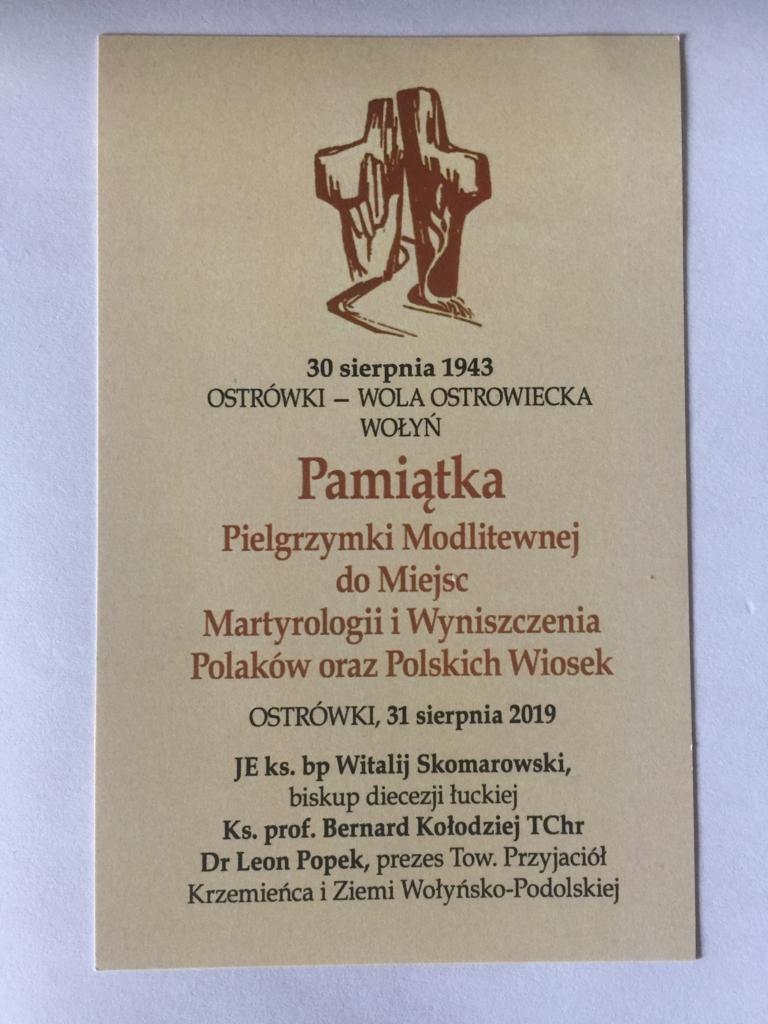 30 sierpnia 1943
OSTRÓWKI – WOLA OSTROWIECKA
WOŁYŃ
Pamiątka
Pielgrzymki Modlitewnej
do Miejsc
Martyrologii i Wyniszczenia
Polaków oraz Polskich Wiosek
OSTRÓWKI, 31 sierpnia 2019
JE ks. bp Witalij Skomarowski,
biskup diecezji łuckiej
Ks. prof. Bernard Kołodziej TChr
Dr Leon Popek, prezes Tow. Przyjaciół
Krzemieńca i Ziemi Wołyńsko-Podolskiej